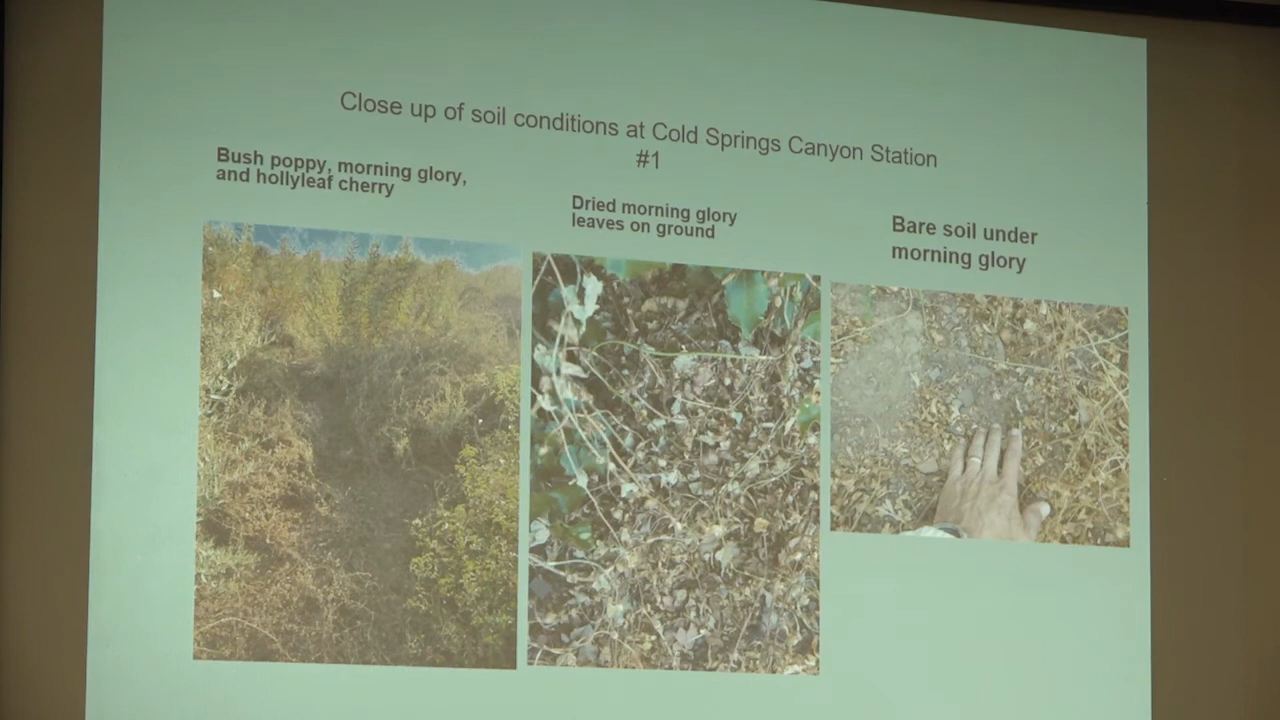 Close up of soil conditions at Cold Springs Canyon Station
#1
Bush poppy, morning glory,
and hollyleaf cherry
Dried morning glory
leaves on ground
Bare soil under
morning glory